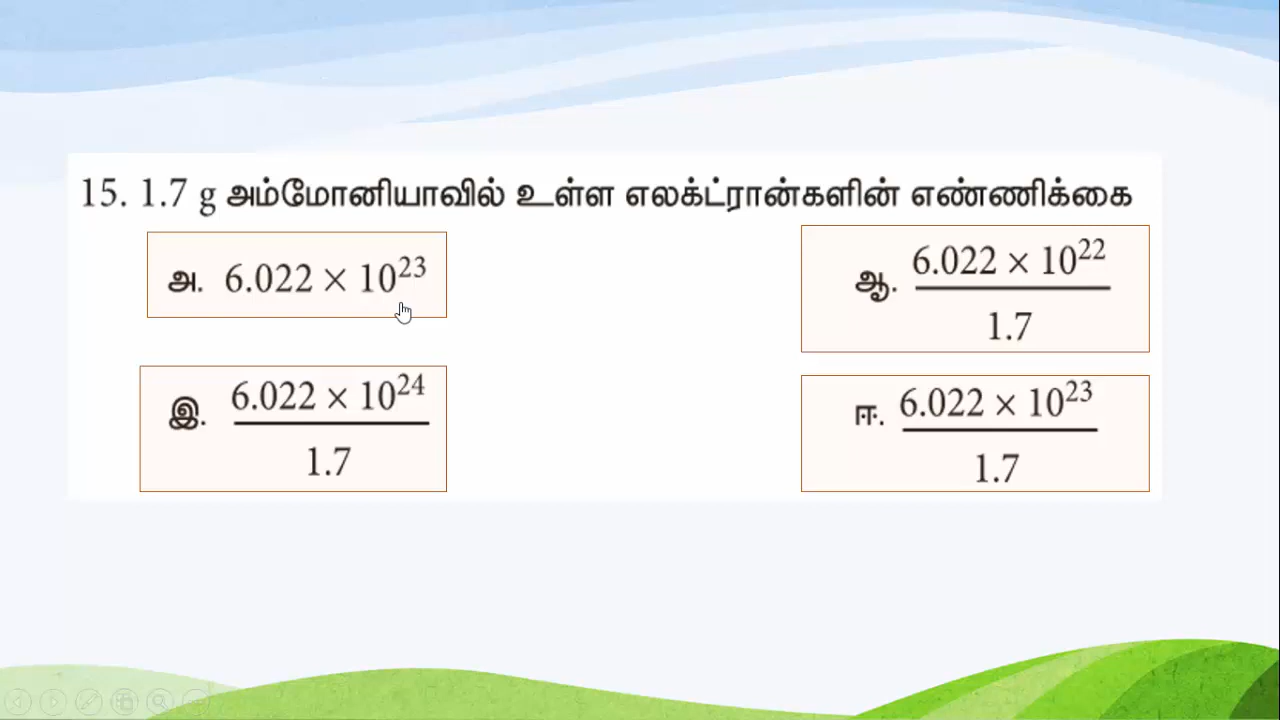 15. 1.7 g அம்மோனியாவில் உள்ள எலக்ட்ரான்களின் எண்ணிக்கை
அ. 6.022 × 10²³
ஆ. 6.022 × 10²² / 1.7
இ. 6.022 × 10²⁴ / 1.7
ஈ. 6.022 × 10²³ / 1.7